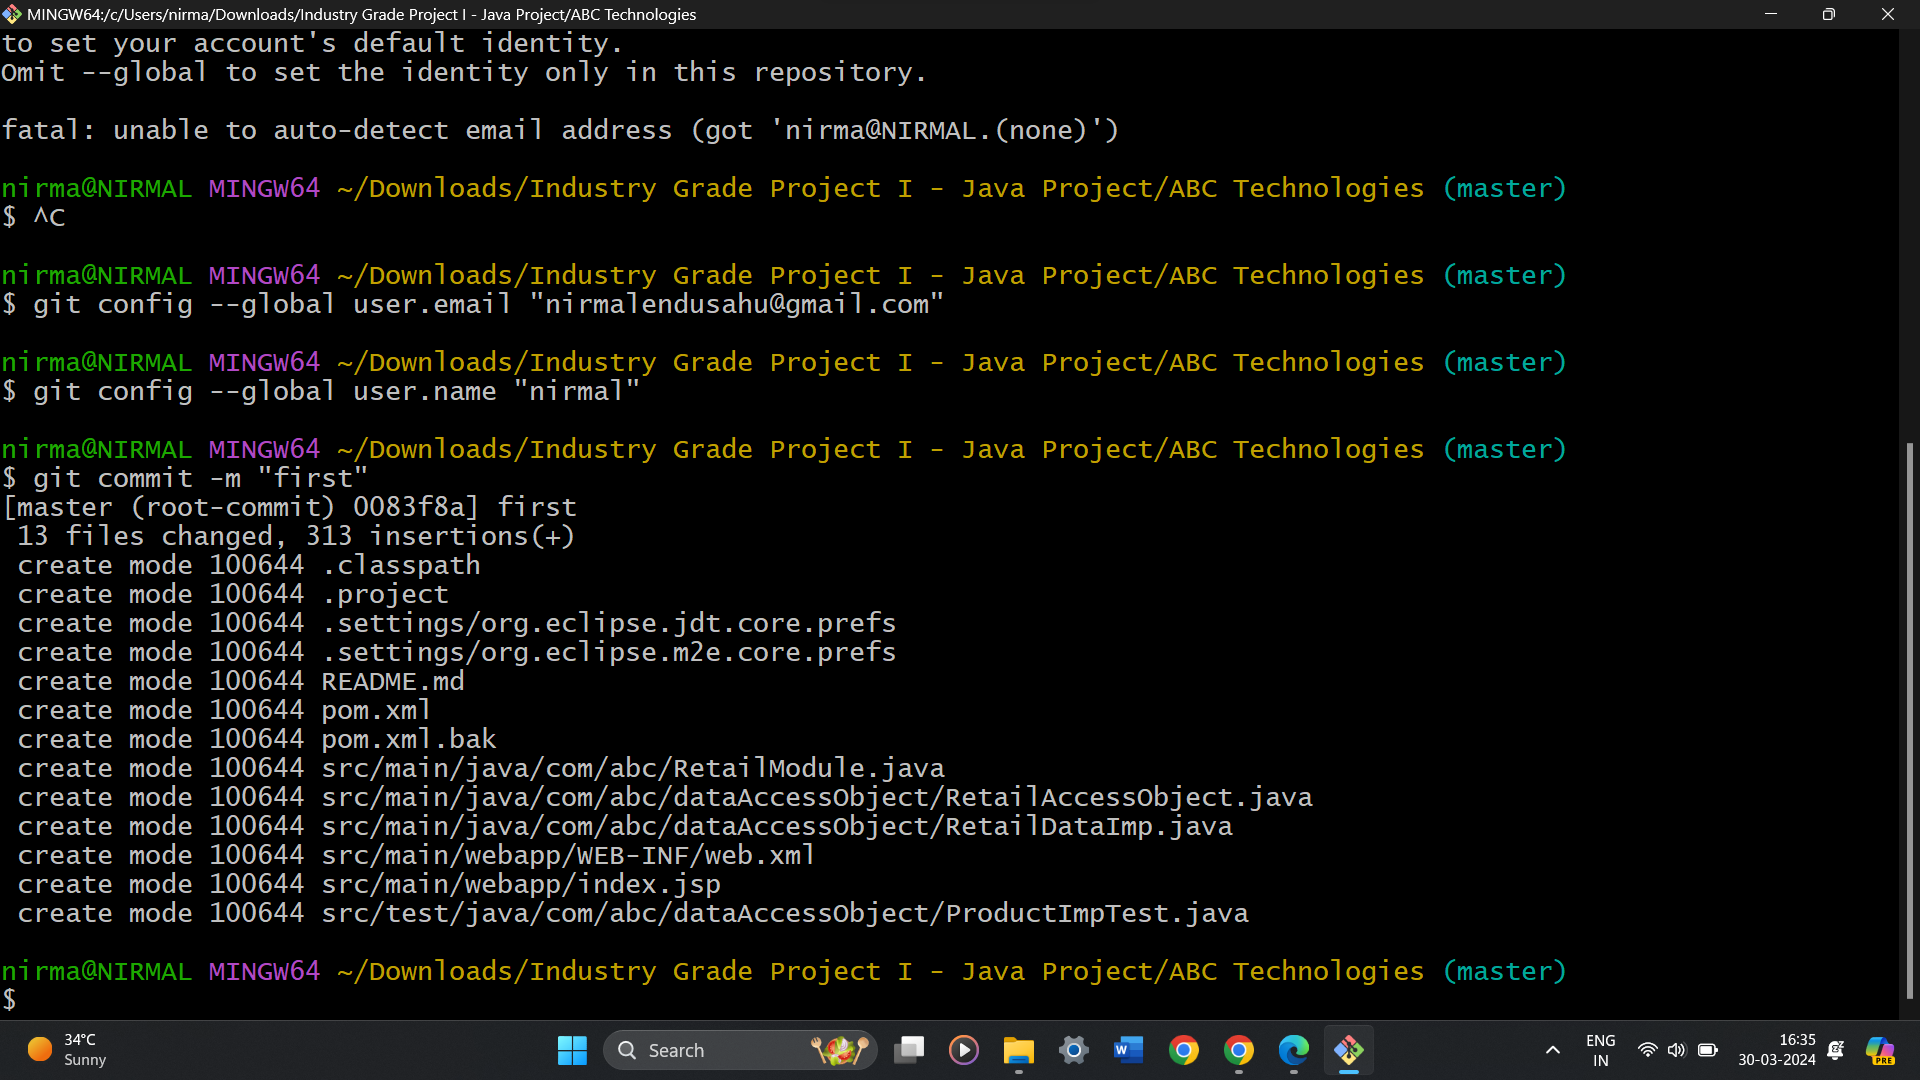 MINGW64:/c/Users/nirma/Downloads/Industry Grade Project I - Java Project/ABC Technologies
to set your account's default identity.
Omit --global to set the identity only in this repository.
fatal: unable to auto-detect email address (got 'nirma@NIRMAL.(none)')
nirma@NIRMAL MINGW64 ~/Downloads/Industry Grade Project I - Java Project/ABC Technologies (master)
$ ^C
nirma@NIRMAL MINGW64 ~/Downloads/Industry Grade Project I - Java Project/ABC Technologies (master)
$ git config --global user.email "nirmalendusahu@gmail.com"
nirma@NIRMAL MINGW64 ~/Downloads/Industry Grade Project I - Java Project/ABC Technologies (master)
$ git config --global user.name "nirmal"
nirma@NIRMAL MINGW64 ~/Downloads/Industry Grade Project I - Java Project/ABC Technologies (master)
$ git commit -m "first"
[master (root-commit) 0083f8a] first
 13 files changed, 313 insertions(+)
 create mode 100644 .classpath
 create mode 100644 .project
 create mode 100644 .settings/org.eclipse.jdt.core.prefs
 create mode 100644 .settings/org.eclipse.m2e.core.prefs
 create mode 100644 README.md
 create mode 100644 pom.xml
 create mode 100644 pom.xml.bak
 create mode 100644 src/main/java/com/abc/RetailModule.java
 create mode 100644 src/main/java/com/abc/dataAccessObject/RetailAccessObject.java
 create mode 100644 src/main/java/com/abc/dataAccessObject/RetailDataImp.java
 create mode 100644 src/main/webapp/WEB-INF/web.xml
 create mode 100644 src/main/webapp/index.jsp
 create mode 100644 src/test/java/com/abc/dataAccessObject/ProductImpTest.java
nirma@NIRMAL MINGW64 ~/Downloads/Industry Grade Project I - Java Project/ABC Technologies (master)
$
34°C
Sunny
Search
W
ENG
IN
16:35
30-03-2024
PRE